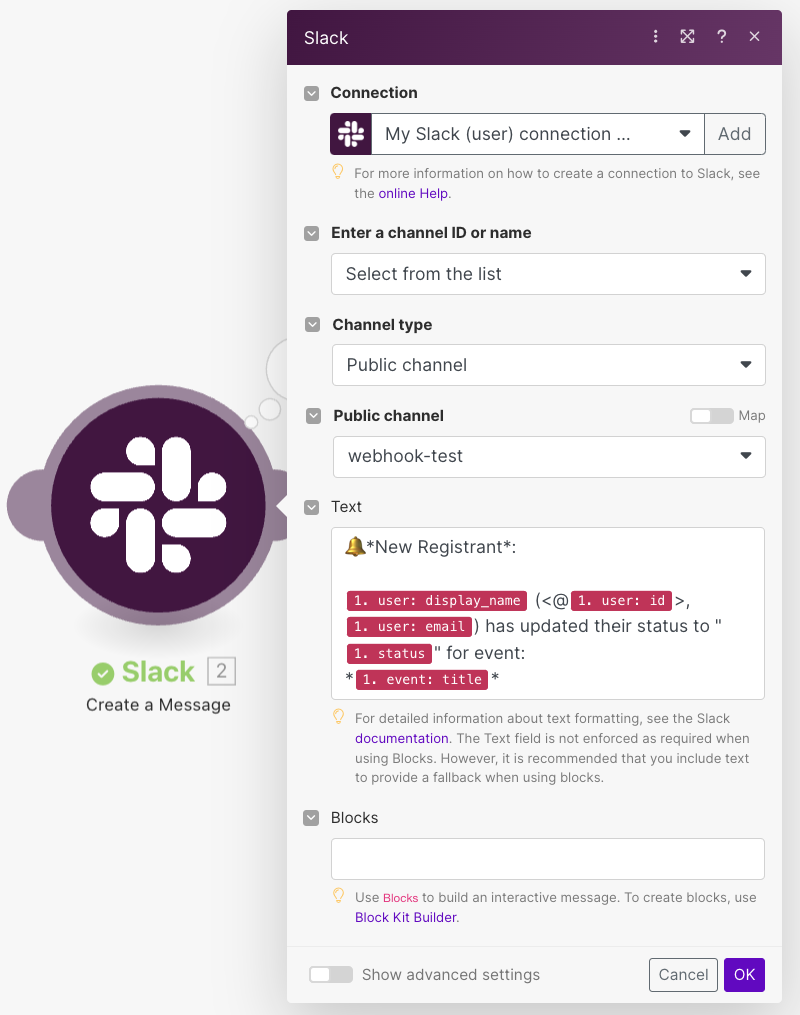 Slack
?
Connection
My Slack (user) connection ...
Add
For more information on how to create a connection to Slack, see
the online Help.
Enter a channel ID or name
Select from the list
Channel type
Public channel
Public channel
Map
webhook-test
Text
🔔*New Registrant*:
1. user: display_name (<@ 1. user: id >,
1. user: email ) has updated their status to "
1. status " for event:
* 1. event: title *
For detailed information about text formatting, see the Slack
documentation. The Text field is not enforced as required when
using Blocks. However, it is recommended that you include text
to provide a fallback when using blocks.
Blocks
Use Blocks to build an interactive message. To create blocks, use
Block Kit Builder.
Show advanced settings
Cancel
OK
Slack 2
Create a Message